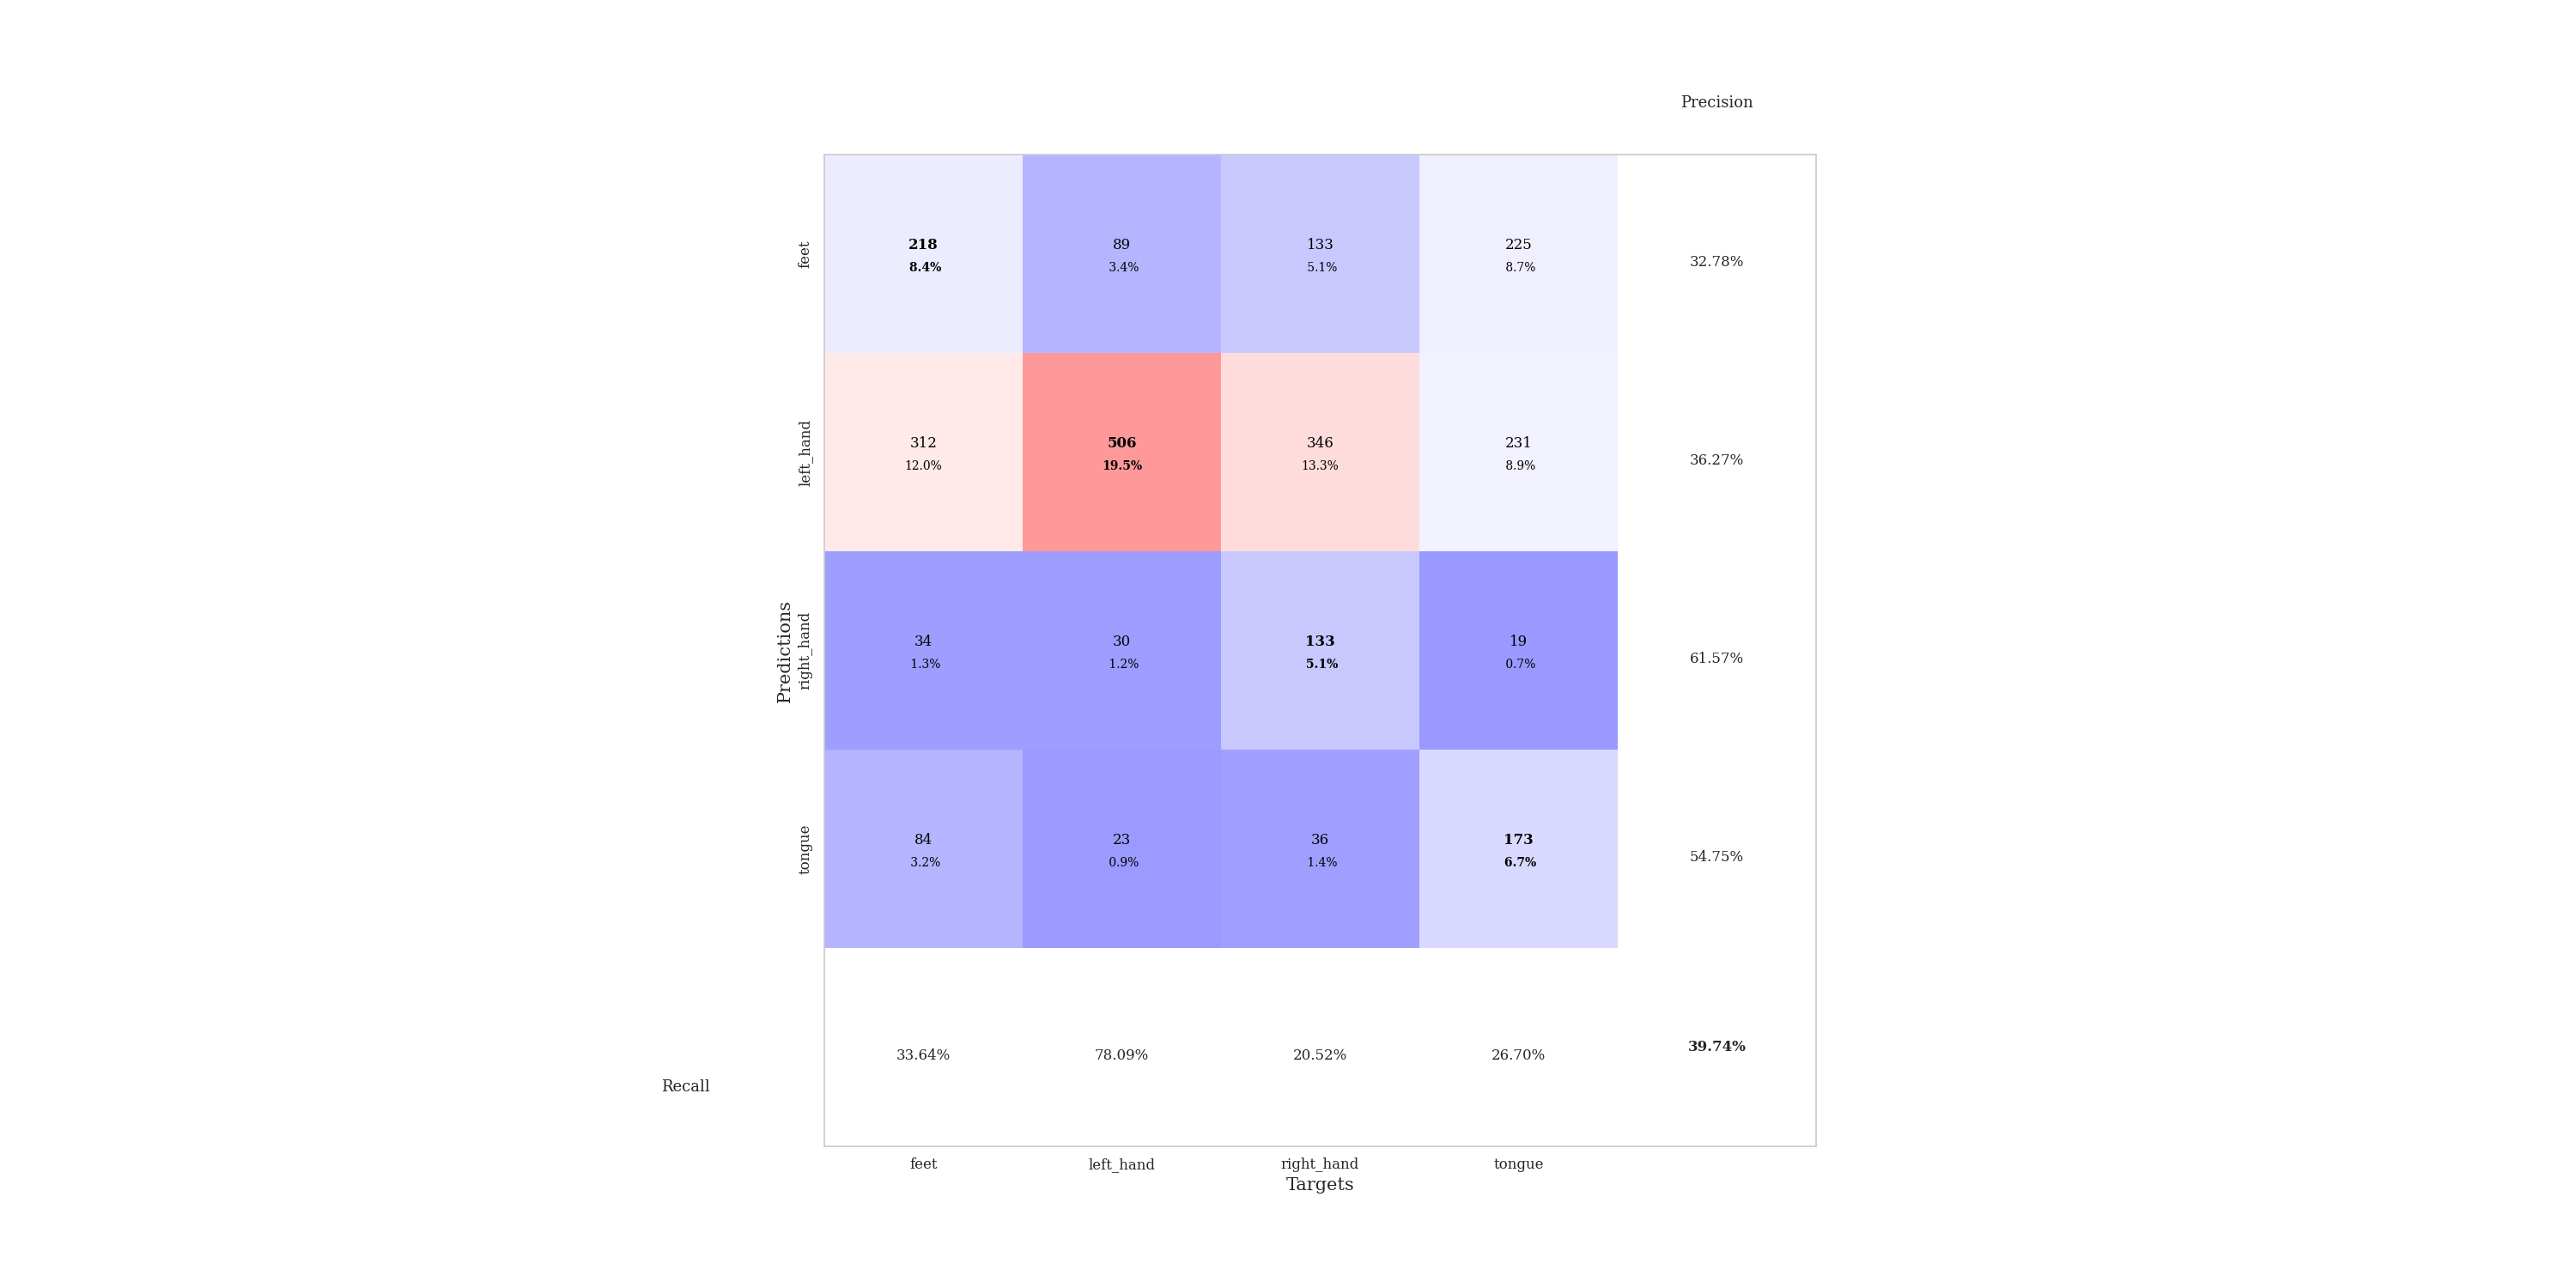 Precision
feet
218 89 133 225
8.4% 3.4% 5.1% 8.7%
32.78%
left_hand
312 506 346 231
12.0% 19.5% 13.3% 8.9%
36.27%
Predictions
right_hand
34 30 133 19
1.3% 1.2% 5.1% 0.7%
61.57%
tongue
84 23 36 173
3.2% 0.9% 1.4% 6.7%
54.75%
Recall
33.64% 78.09% 20.52% 26.70% 39.74%
feet left_hand right_hand tongue
Targets